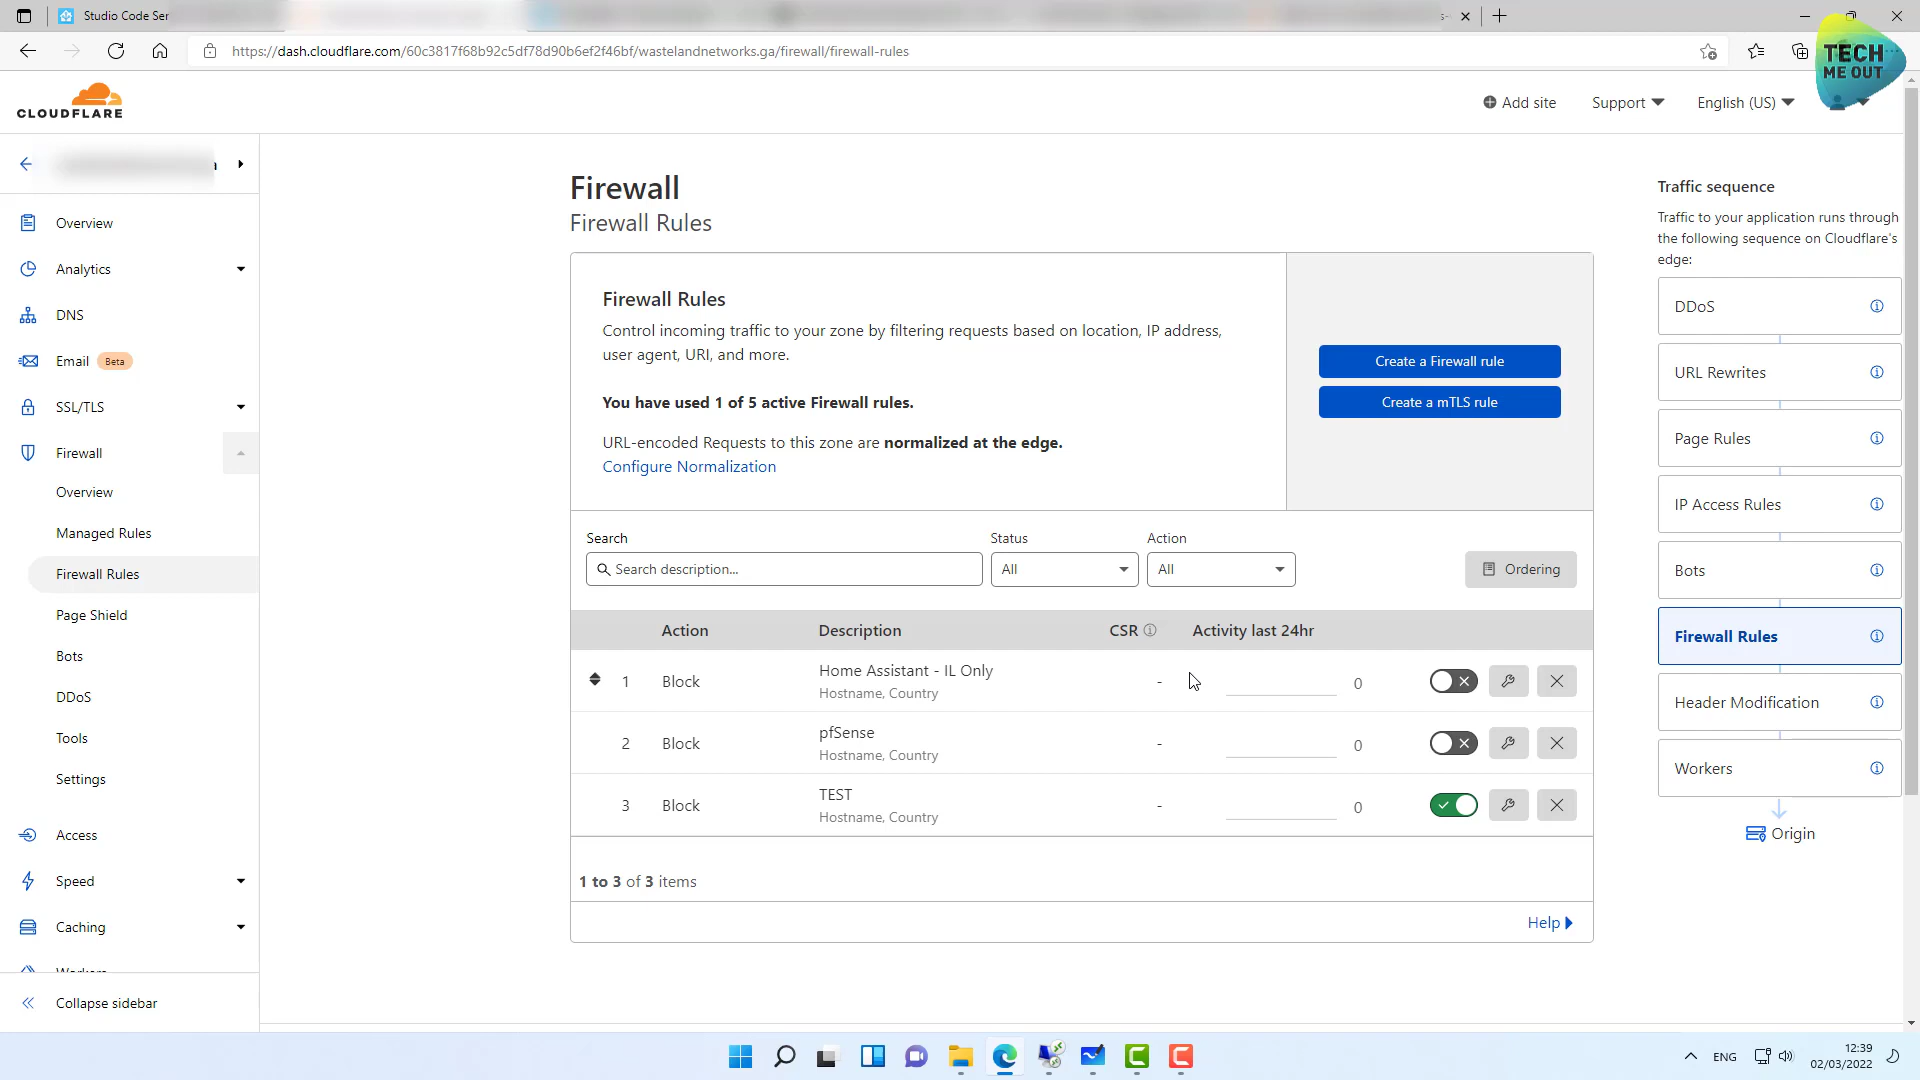 Studio Code Ser
https://dash.cloudflare.com/60c3817f68b92c5df78d90b6ef2f46bf/wastelandnetworks.ga/firewall/firewall-rules
TECH
ME OUT
CLOUDFLARE
Add site
Support
English (US)
Overview
Analytics
DNS
Email Beta
SSL/TLS
Firewall
Overview
Managed Rules
Firewall Rules
Page Shield
Bots
DDoS
Tools
Settings
Access
Speed
Caching
Workers
Collapse sidebar
Firewall
Firewall Rules
Firewall Rules
Control incoming traffic to your zone by filtering requests based on location, IP address,
user agent, URI, and more.
You have used 1 of 5 active Firewall rules.
URL-encoded Requests to this zone are normalized at the edge.
Configure Normalization
Create a Firewall rule
Create a mTLS rule
Search
Status
Action
Search description...
All
All
Ordering
Action Description CSR Activity last 24hr
1 Block Home Assistant - IL Only - 0
Hostname, Country
2 Block pfSense - 0
Hostname, Country
3 Block TEST - 0
Hostname, Country
1 to 3 of 3 items
Help
Traffic sequence
Traffic to your application runs through
the following sequence on Cloudflare's
edge:
DDoS
URL Rewrites
Page Rules
IP Access Rules
Bots
Firewall Rules
Header Modification
Workers
Origin
ENG
12:39
02/03/2022